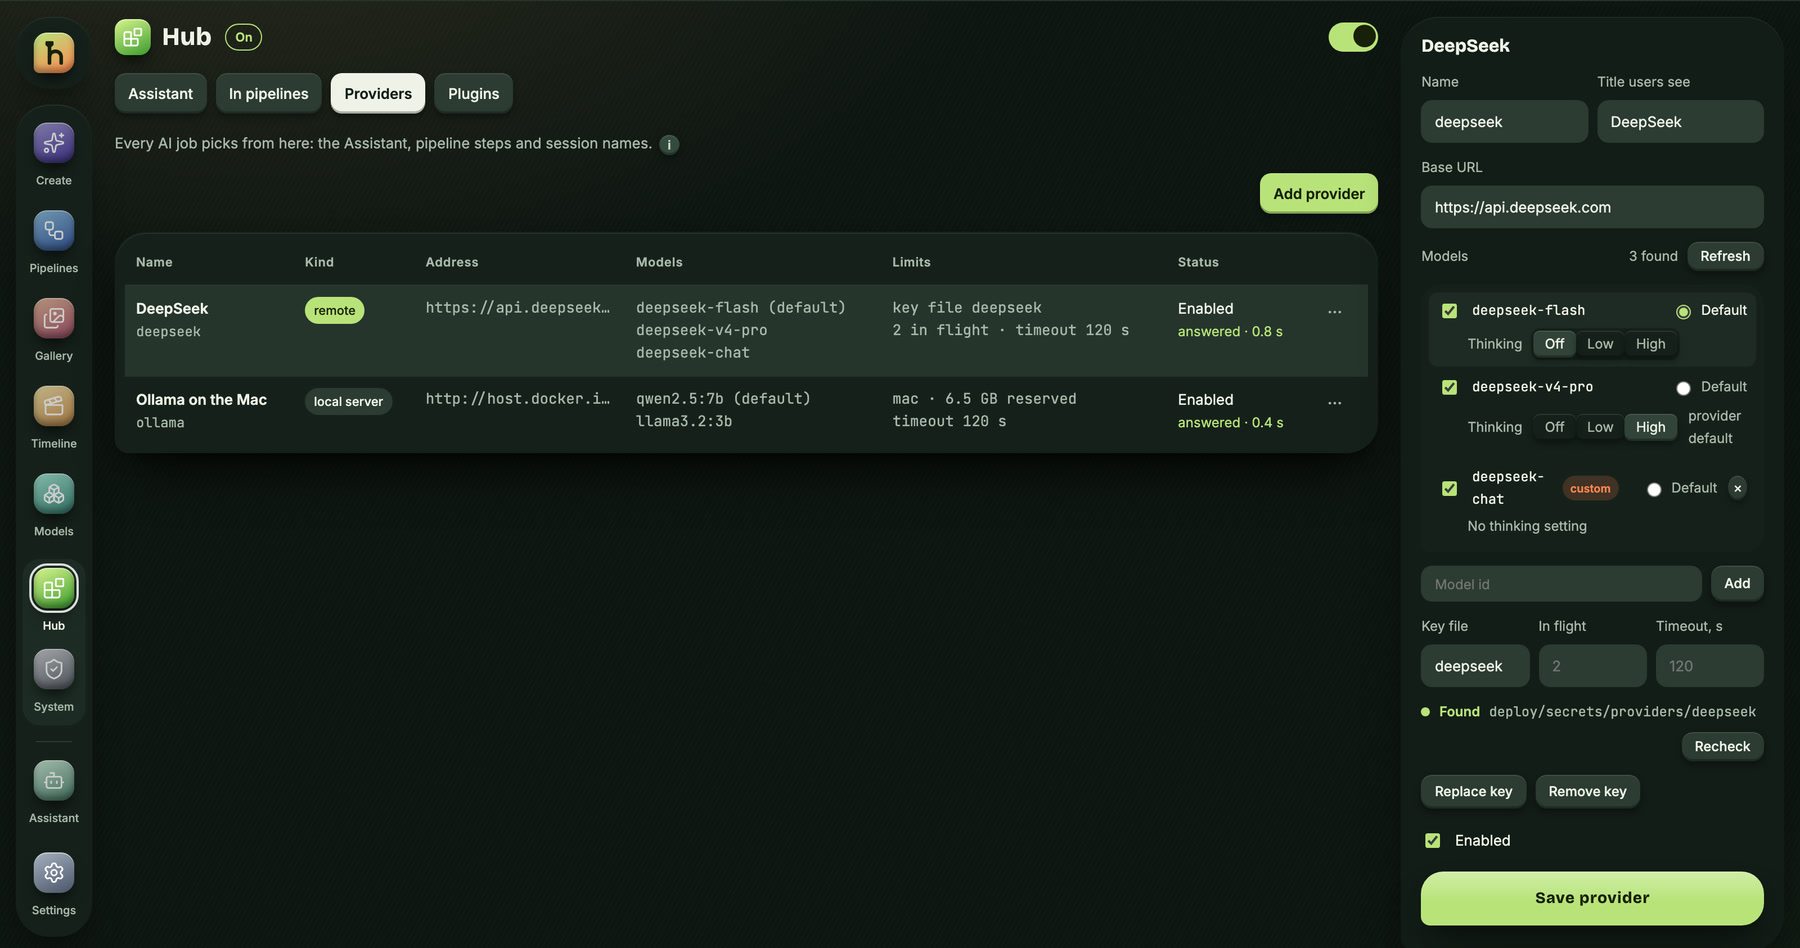 h
Create
Pipelines
Gallery
Timeline
Models
Hub
System
Assistant
Settings
Hub On
Assistant In pipelines Providers Plugins
Every AI job picks from here: the Assistant, pipeline steps and session names. i
Add provider
Name Kind Address Models Limits Status
DeepSeek remote https://api.deepseek… deepseek-flash (default) key file deepseek Enabled ...
deepseek deepseek-v4-pro 2 in flight · timeout 120 s answered · 0.8 s
deepseek-chat
Ollama on the Mac local server http://host.docker.i… qwen2.5:7b (default) mac · 6.5 GB reserved Enabled ...
ollama llama3.2:3b timeout 120 s answered · 0.4 s
DeepSeek
Name Title users see
deepseek DeepSeek
Base URL
https://api.deepseek.com
Models 3 found Refresh
deepseek-flash Default
Thinking Off Low High
deepseek-v4-pro Default
Thinking Off Low High provider
default
deepseek-
chat custom Default ×
No thinking setting
Model id Add
Key file In flight Timeout, s
deepseek 2 120
Found deploy/secrets/providers/deepseek
Recheck
Replace key Remove key
Enabled
Save provider